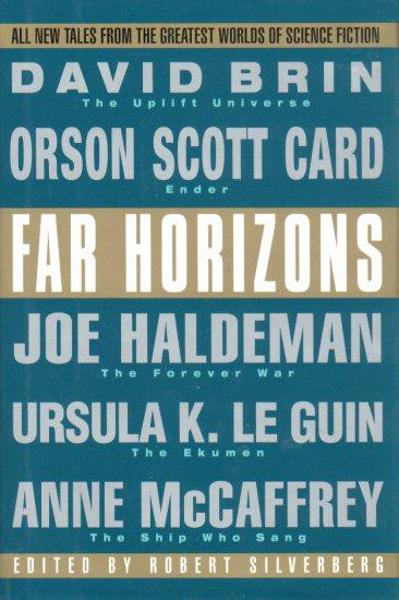 ALL NEW TALES FROM THE GREATEST WORLDS OF SCIENCE FICTION
DAVID BRIN
The Uplift Universe
ORSON SCOTT CARD
Ender
FAR HORIZONS
JOE HALDEMAN
The Forever War
URSULA K. LE GUIN
The Ekumen
ANNE McCAFFREY
The Ship Who Sang
EDITED BY ROBERT SILVERBERG